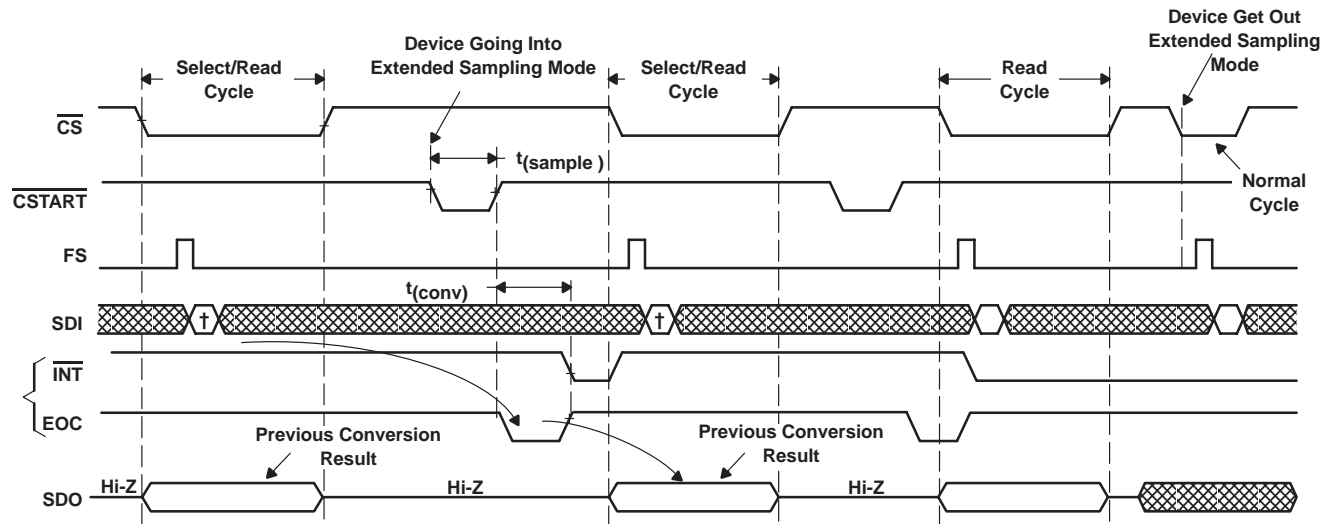 Device Get Out
Extended Sampling
Mode
Device Going Into
Extended Sampling Mode
Select/Read
Cycle
Select/Read
Cycle
Read
Cycle
CS
t(sample )
CSTART
Normal
Cycle
FS
t(conv)
SDI
†
†
INT
EOC
Previous Conversion
Result
Previous Conversion
Result
SDO
Hi-Z
Hi-Z
Hi-Z